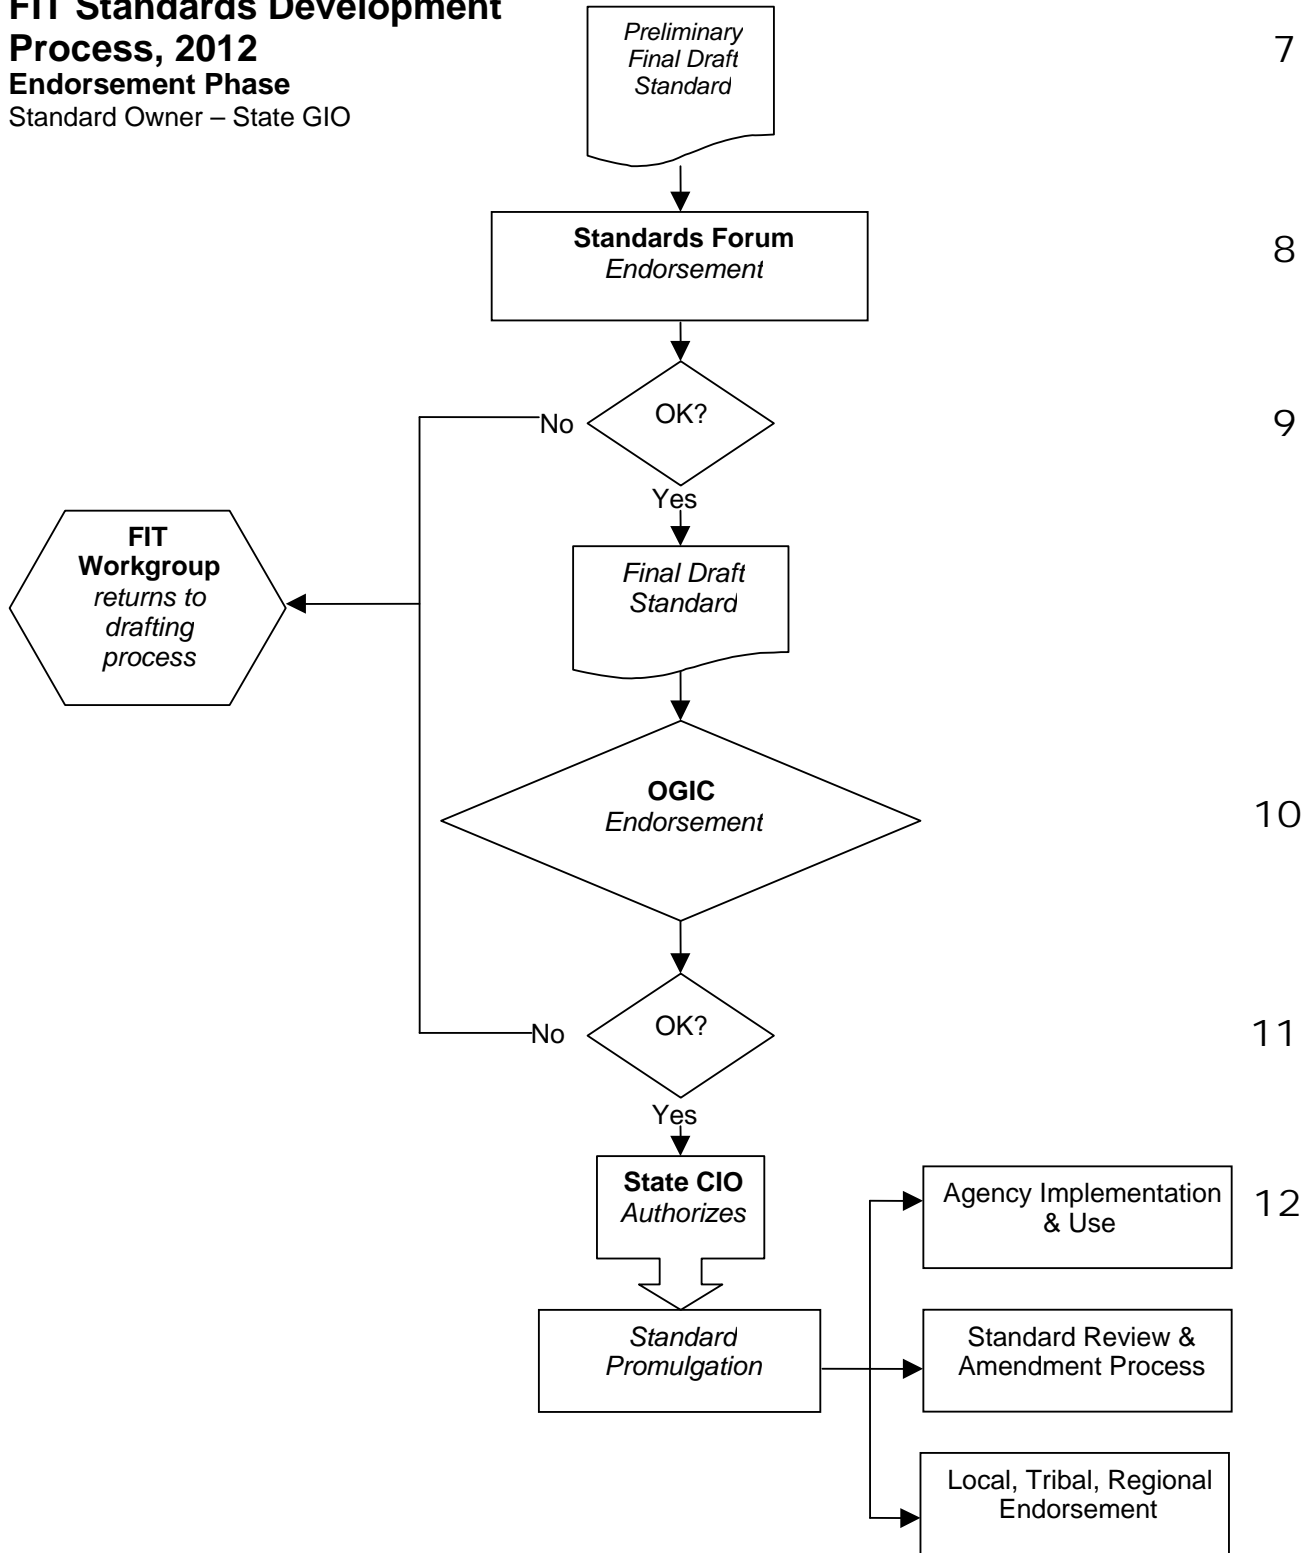 FIT Standards Development
Process, 2012
Endorsement Phase
Standard Owner – State GIO
Preliminary
Final Draft
Standard
7
Standards Forum
Endorsement
8
OK?
No
9
Yes
FIT
Workgroup
returns to
drafting
process
Final Draft
Standard
OGIC
Endorsement
10
OK?
No
11
Yes
State CIO
Authorizes
Agency Implementation
& Use
12
Standard
Promulgation
Standard Review &
Amendment Process
Local, Tribal, Regional
Endorsement